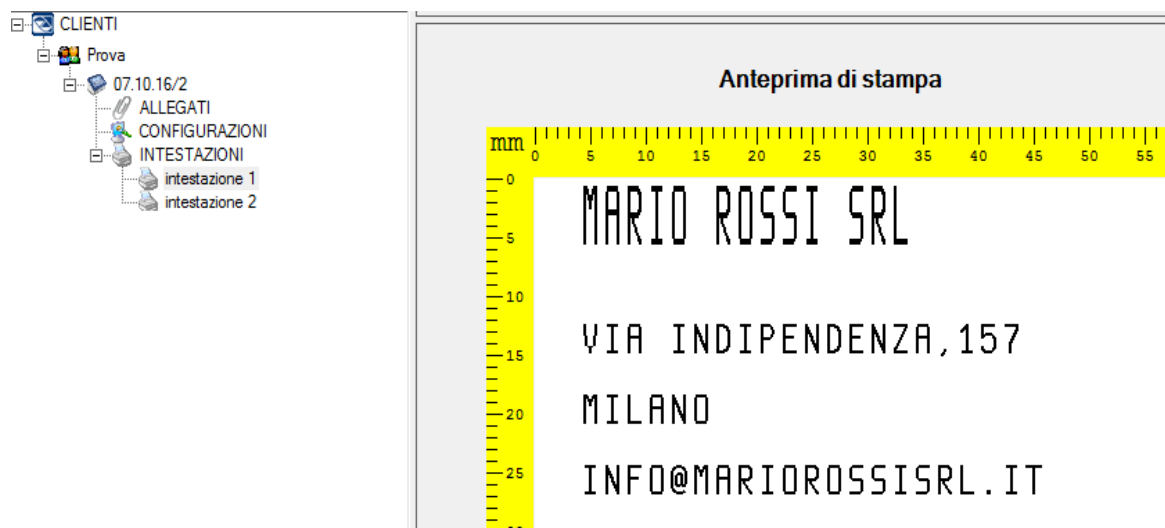 CLIENTI
Prova
07.10.16/2
ALLEGATI
CONFIGURAZIONI
INTESTAZIONI
intestazione 1
intestazione 2
Anteprima di stampa
mm
0 5 10 15 20 25 30 35 40 45 50 55
0
5
10
15
20
25
MARIO ROSSI SRL
VIA INDIPENDENZA,157
MILANO
INFO@MARIOROSSISRL.IT